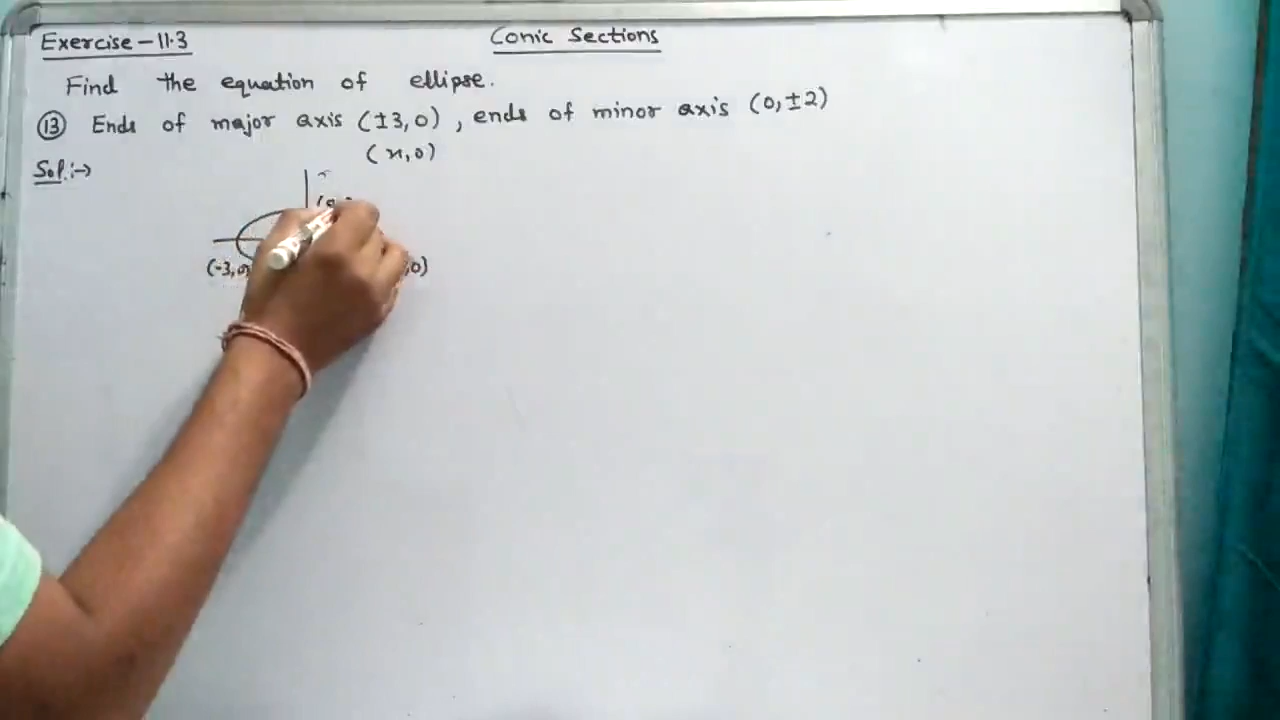 Exercise-11.3
Conic Sections
Find the equation of ellipse.
(13) Ends of major axis (±3,0), ends of minor axis (0,±2)
(x,0)
Sol:→
(-3,0
,0)